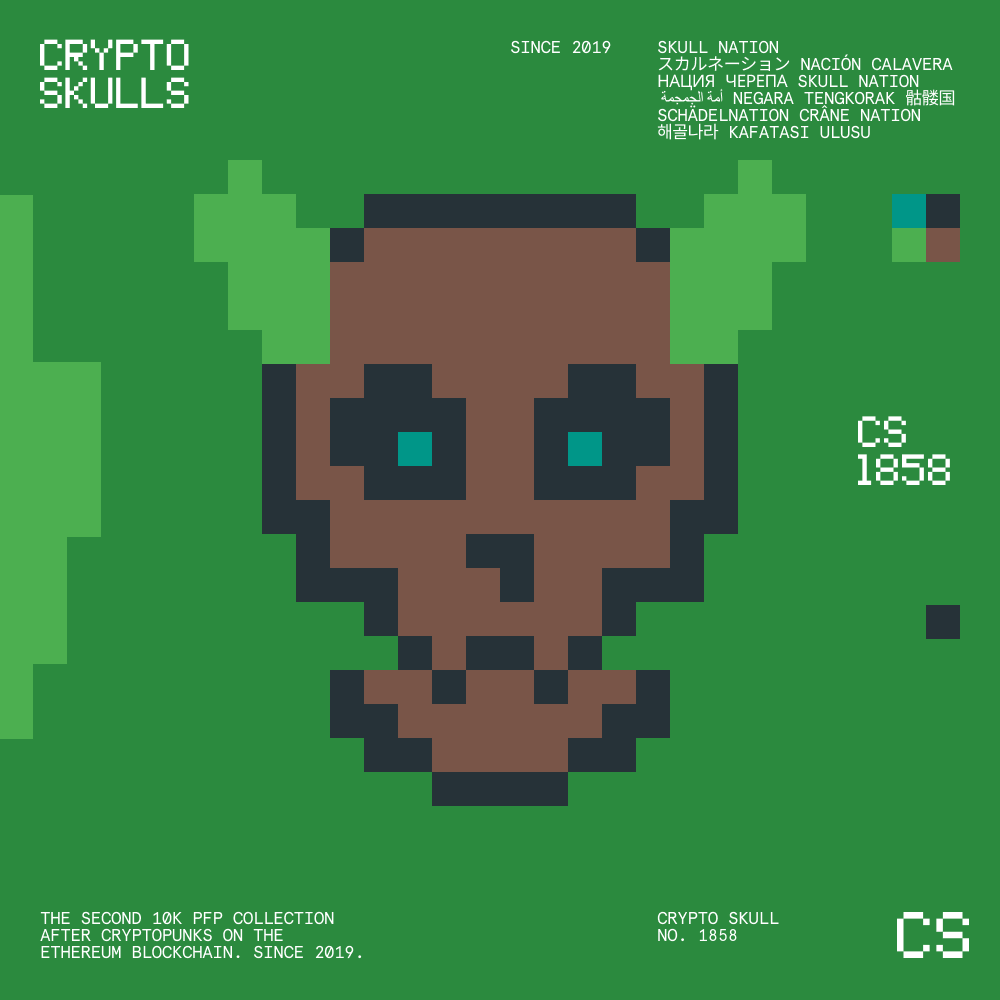 CRYPTO
SKULLS
SINCE 2019
SKULL NATION
スカルネーション NACIÓN CALAVERA
НАЦИЯ ЧЕРЕПА SKULL NATION
أمة الجمجمة NEGARA TENGKORAK 骷髅国
SCHÄDELNATION CRÂNE NATION
해골나라 KAFATASI ULUSU
CS
1858
THE SECOND 10K PFP COLLECTION
AFTER CRYPTOPUNKS ON THE
ETHEREUM BLOCKCHAIN. SINCE 2019.
CRYPTO SKULL
NO. 1858
CS